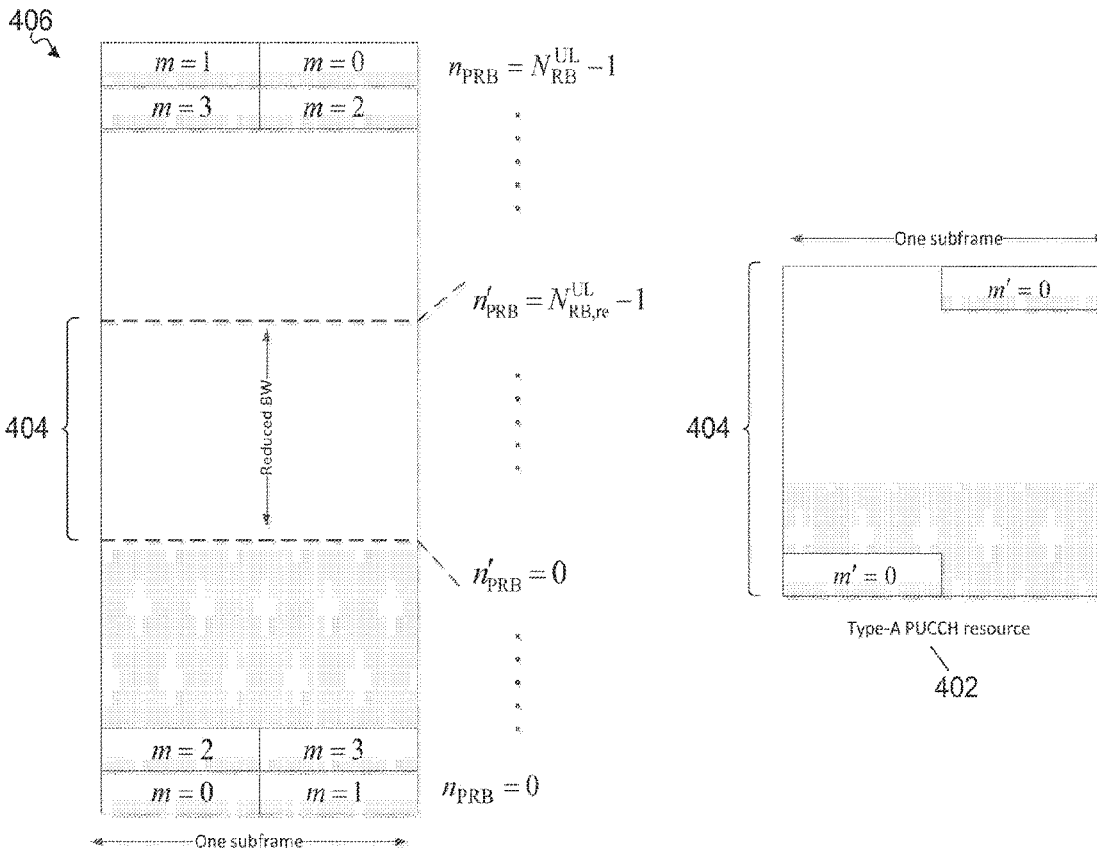 406
m = 1 m = 0 n_PRB = N_RB^UL − 1
m = 3 m = 2
n′_PRB = N_RB,re^UL − 1
404 Reduced BW
n′_PRB = 0
m = 2 m = 3
m = 0 m = 1 n_PRB = 0
One subframe
One subframe
m′ = 0
404
m′ = 0
Type-A PUCCH resource
402